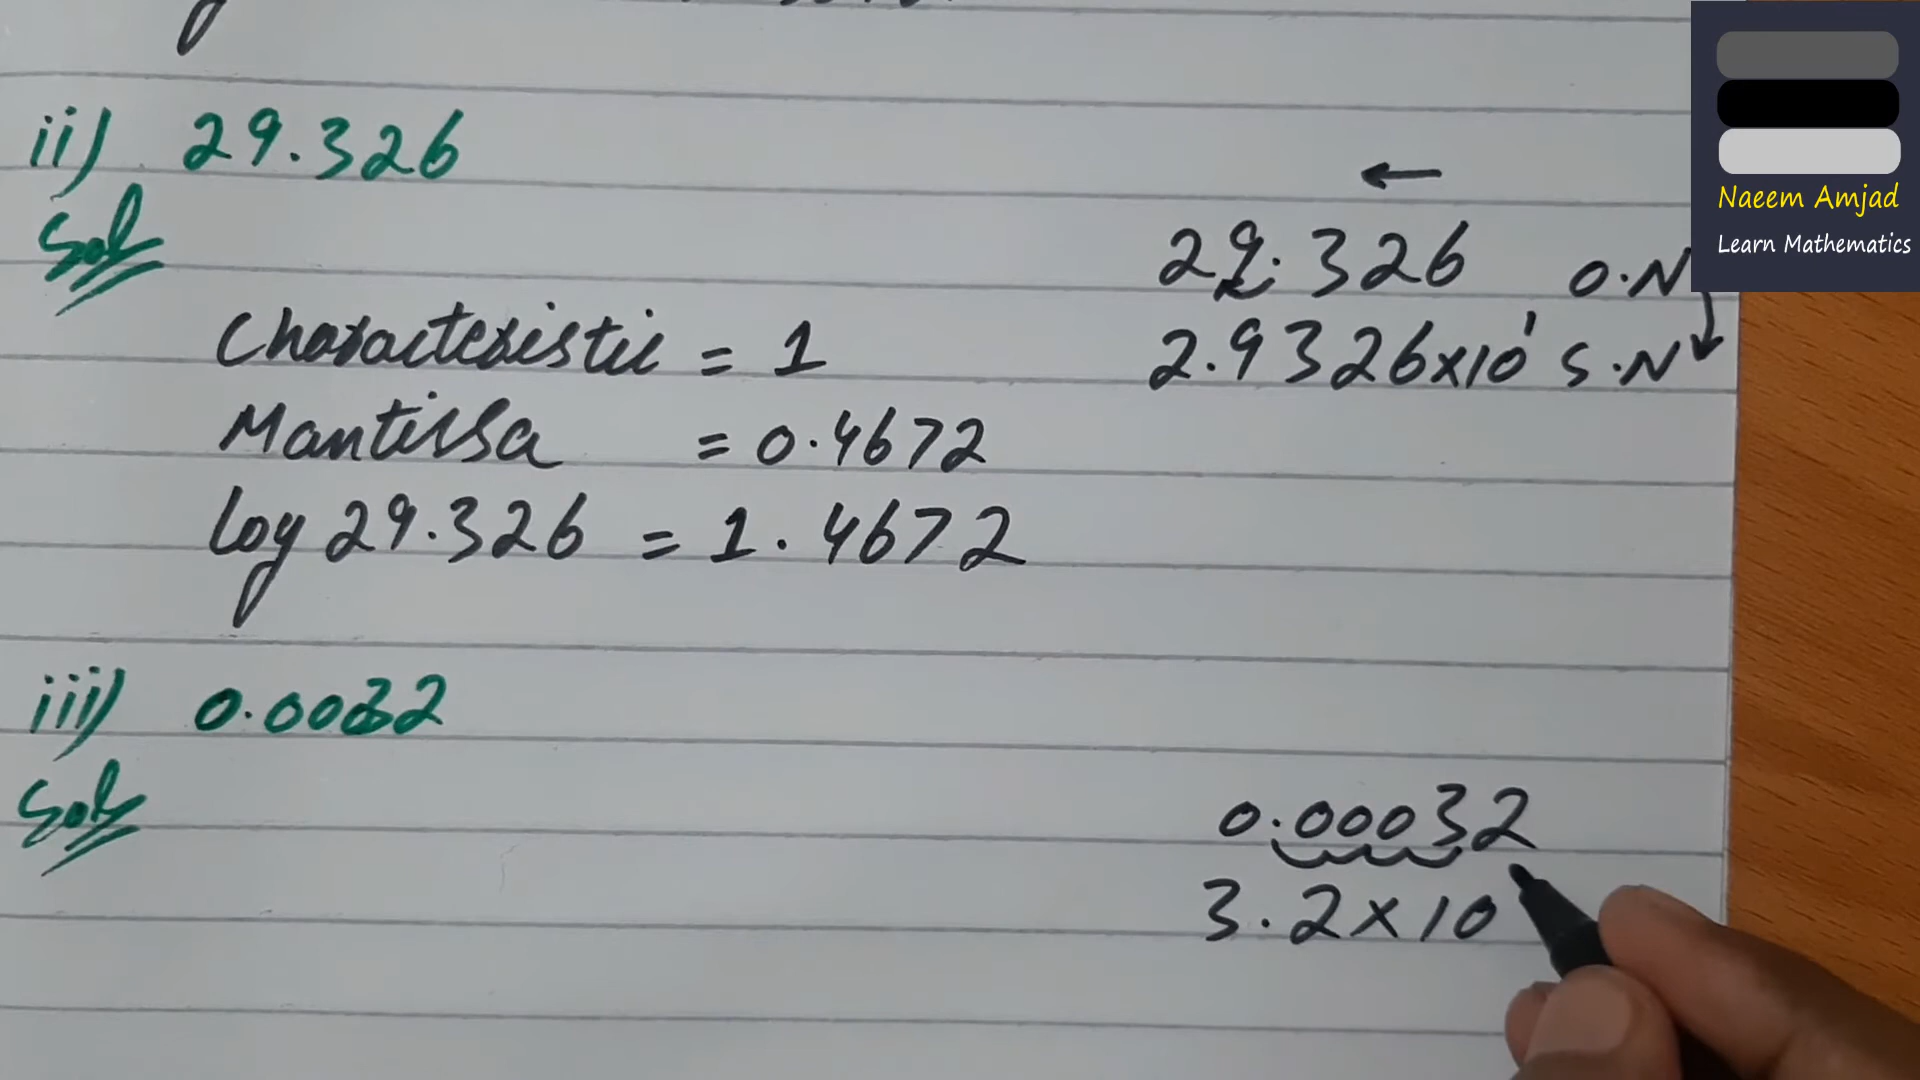 ii) 29.326
Sol
Characteristic = 1
Mantissa = 0.4672
log 29.326 = 1.4672
←
29.326 O.N
2.9326×10¹ S.N
iii) 0.0032
Sol
0.00032
3.2×10
Naeem Amjad
Learn Mathematics